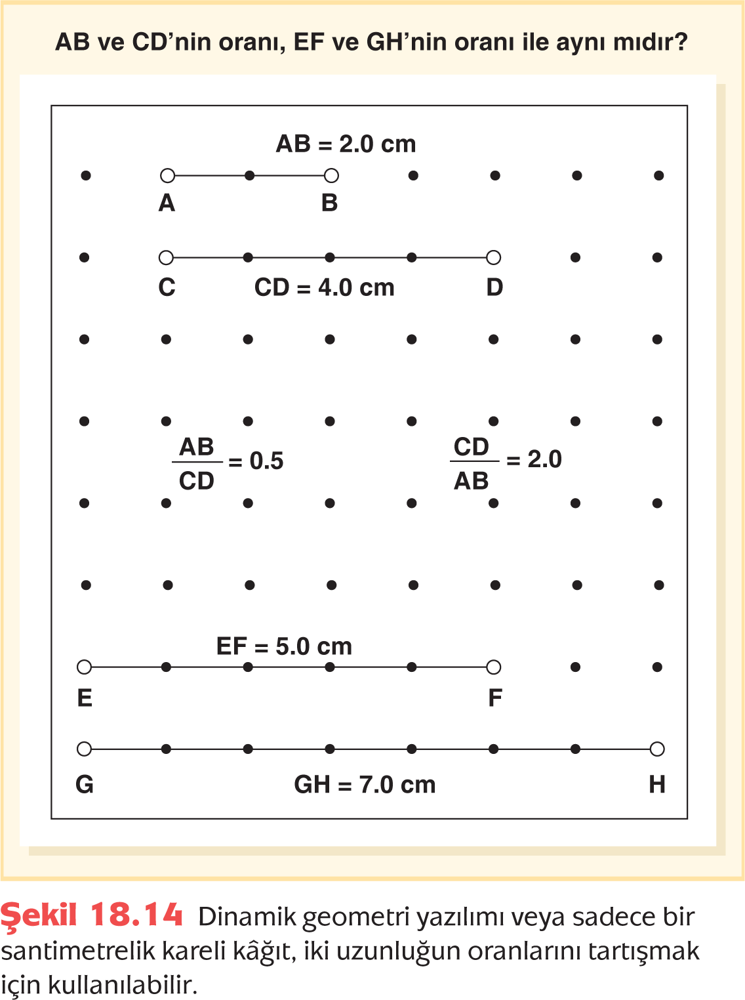 AB ve CD’nin oranı, EF ve GH’nin oranı ile aynı mıdır?
AB = 2.0 cm
A B
C CD = 4.0 cm D
AB/CD = 0.5 CD/AB = 2.0
EF = 5.0 cm
E F
G GH = 7.0 cm H
Şekil 18.14 Dinamik geometri yazılımı veya sadece bir
santimetrelik kareli kâğıt, iki uzunluğun oranlarını tartışmak
için kullanılabilir.